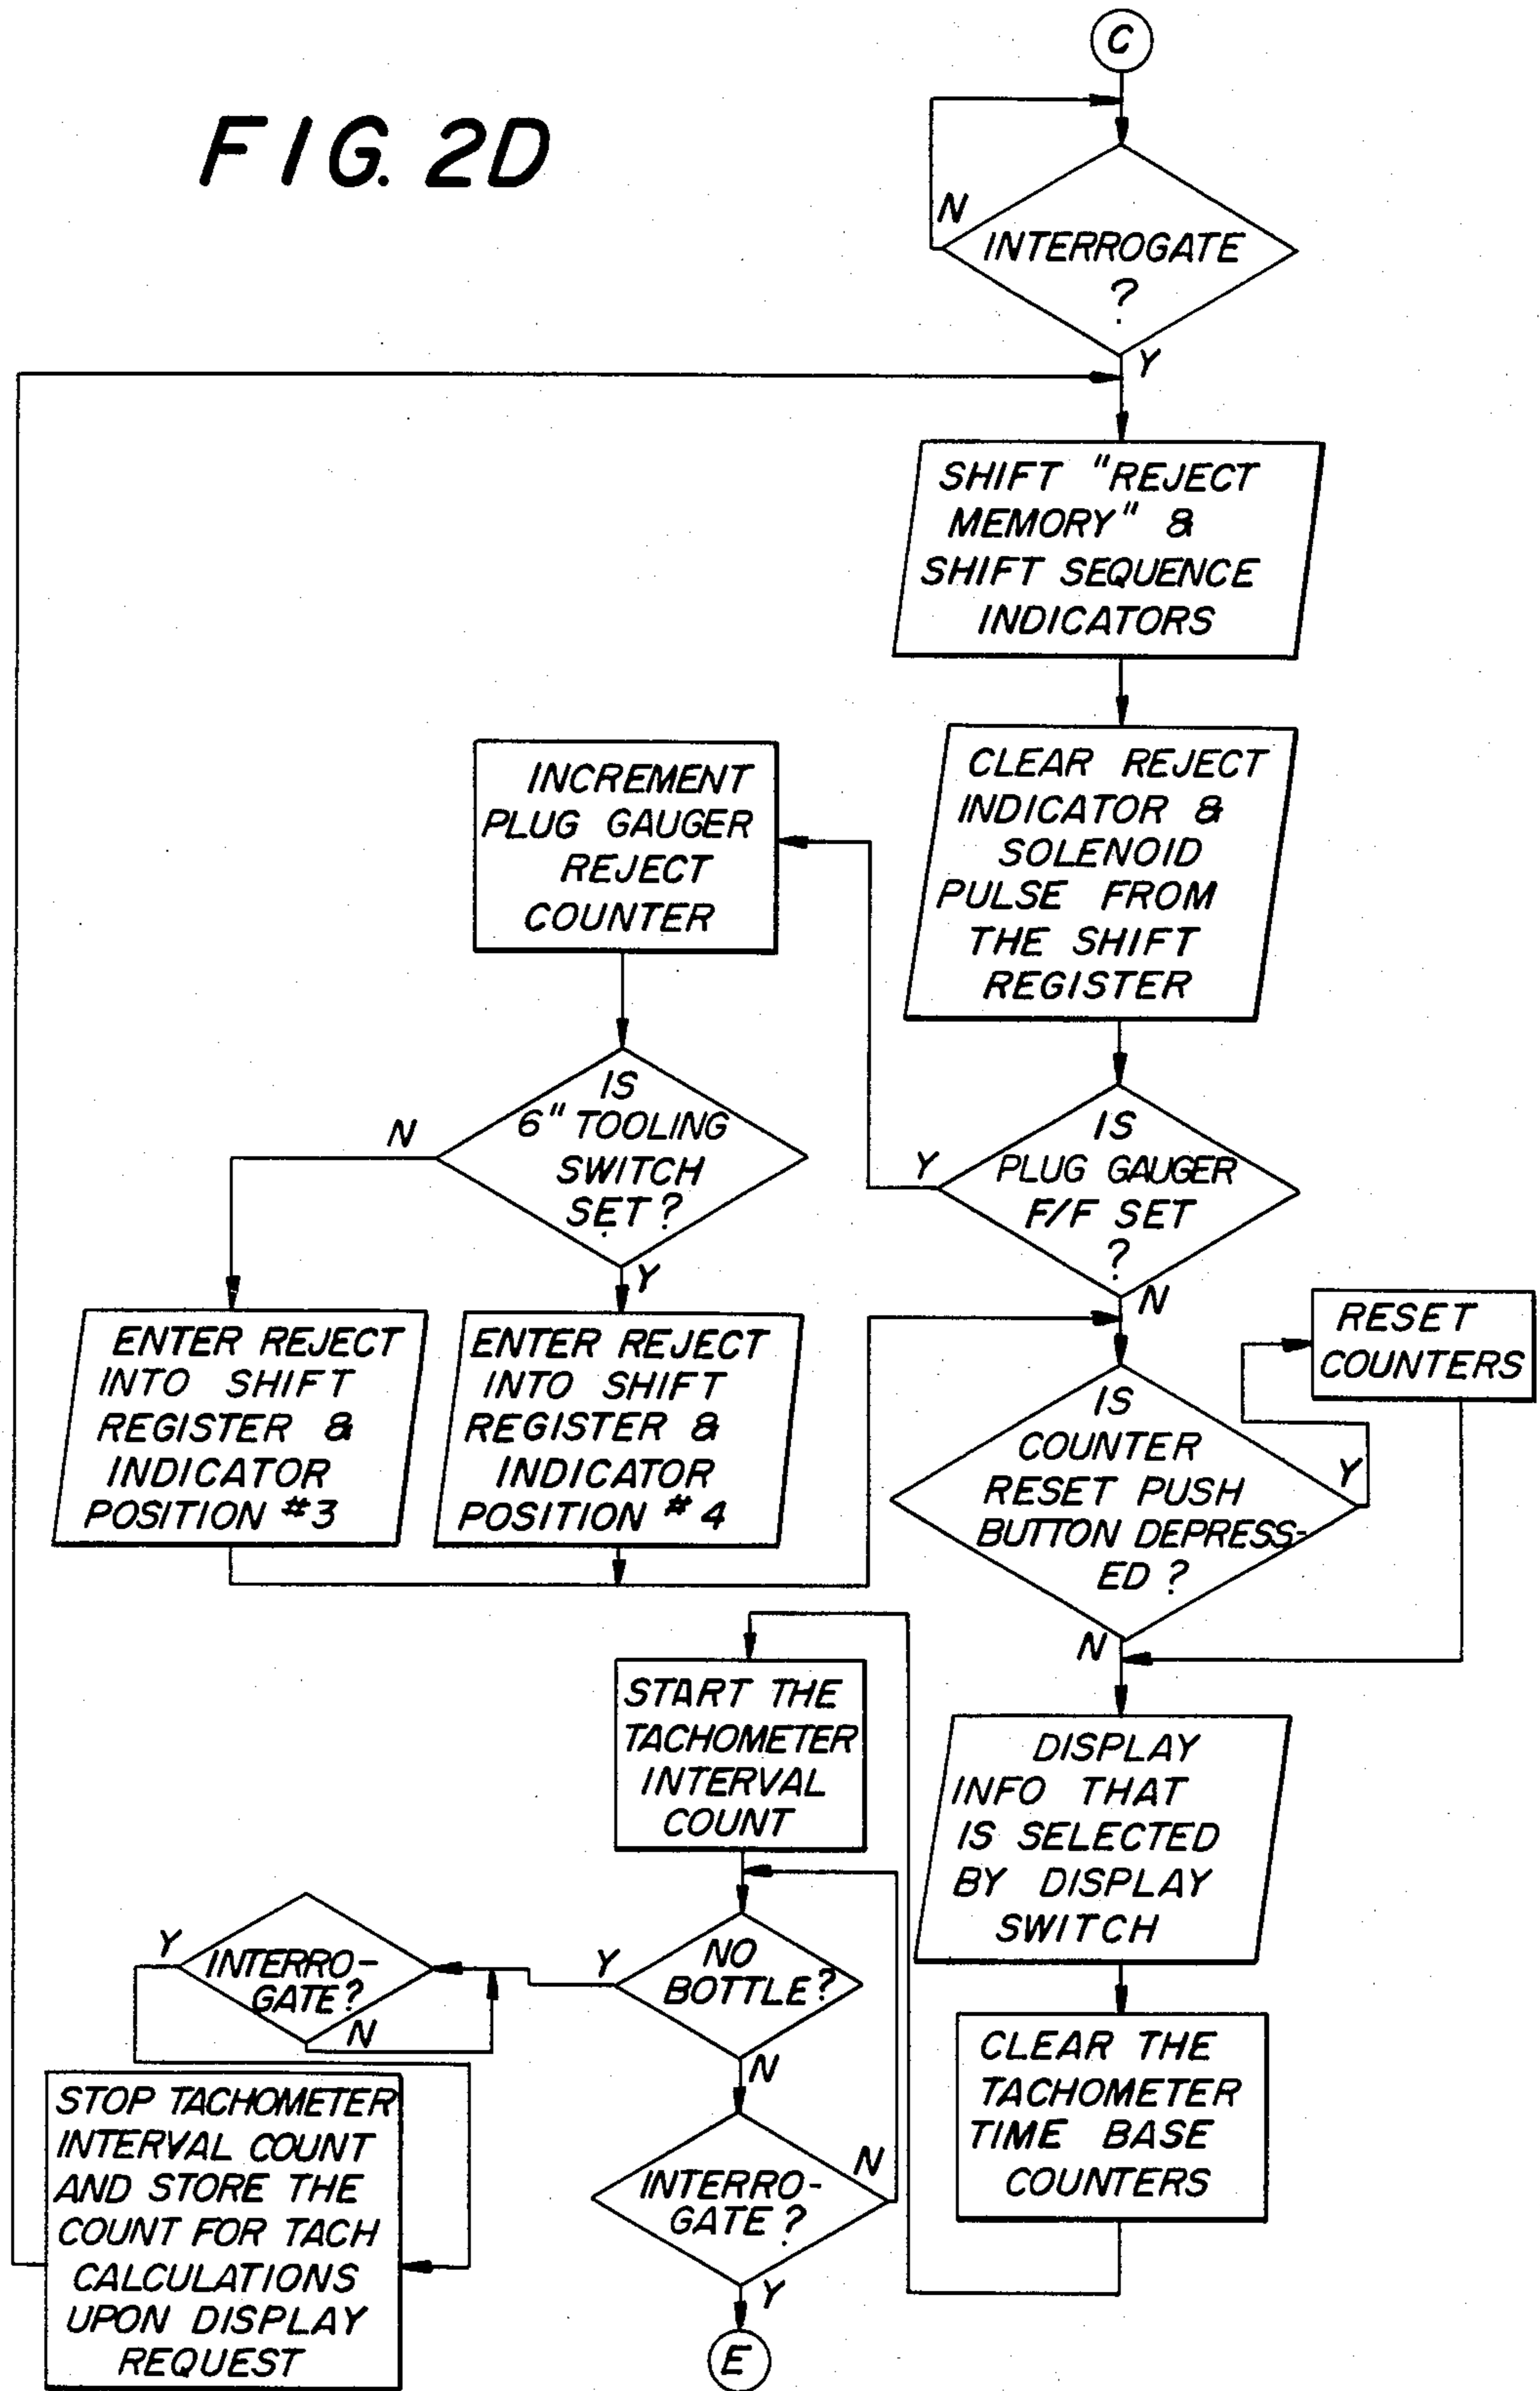 C
FIG. 2D
N
INTERROGATE
?
Y
SHIFT "REJECT
MEMORY" &
SHIFT SEQUENCE
INDICATORS
CLEAR REJECT
INDICATOR &
SOLENOID
PULSE FROM
THE SHIFT
REGISTER
INCREMENT
PLUG GAUGER
REJECT
COUNTER
IS
6" TOOLING
SWITCH
SET?
N
Y
IS
PLUG GAUGER
F/F SET
?
Y
N
ENTER REJECT
INTO SHIFT
REGISTER &
INDICATOR
POSITION #3
ENTER REJECT
INTO SHIFT
REGISTER &
INDICATOR
POSITION #4
RESET
COUNTERS
IS
COUNTER
RESET PUSH
BUTTON DEPRESS-
ED?
Y
N
START THE
TACHOMETER
INTERVAL
COUNT
DISPLAY
INFO THAT
IS SELECTED
BY DISPLAY
SWITCH
Y
INTERRO-
GATE?
N
Y
NO
BOTTLE?
N
CLEAR THE
TACHOMETER
TIME BASE
COUNTERS
STOP TACHOMETER
INTERVAL COUNT
AND STORE THE
COUNT FOR TACH
CALCULATIONS
UPON DISPLAY
REQUEST
INTERRO-
GATE?
N
Y
E